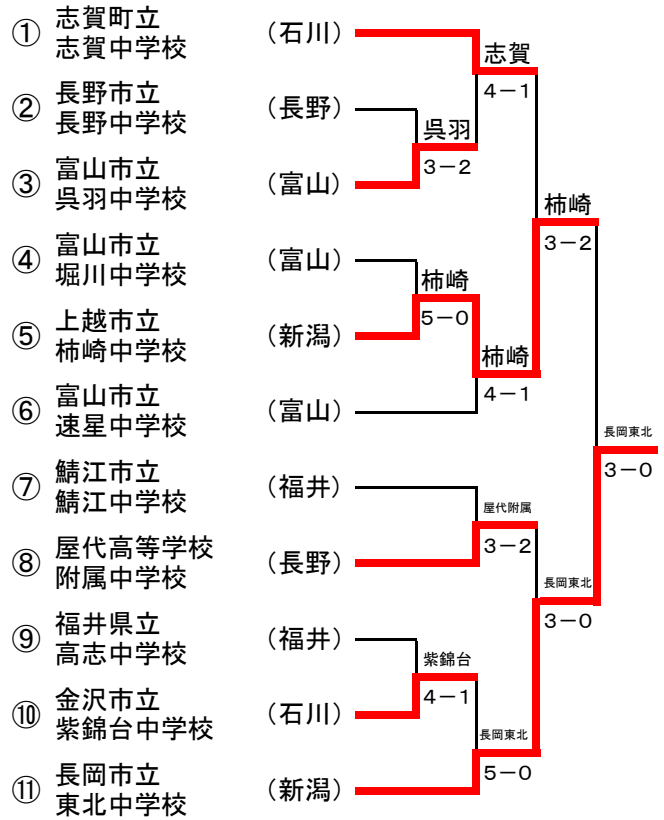 ① 志賀町立
志賀中学校 （石川）
志賀
4－1
② 長野市立
長野中学校 （長野）
呉羽
3－2
③ 富山市立
呉羽中学校 （富山）
柿崎
3－2
④ 富山市立
堀川中学校 （富山）
柿崎
5－0
⑤ 上越市立
柿崎中学校 （新潟）
柿崎
4－1
⑥ 富山市立
速星中学校 （富山）
長岡東北
3－0
⑦ 鯖江市立
鯖江中学校 （福井）
屋代附属
3－2
⑧ 屋代高等学校
附属中学校 （長野）
長岡東北
3－0
⑨ 福井県立
高志中学校 （福井）
紫錦台
4－1
⑩ 金沢市立
紫錦台中学校 （石川）
長岡東北
5－0
⑪ 長岡市立
東北中学校 （新潟）